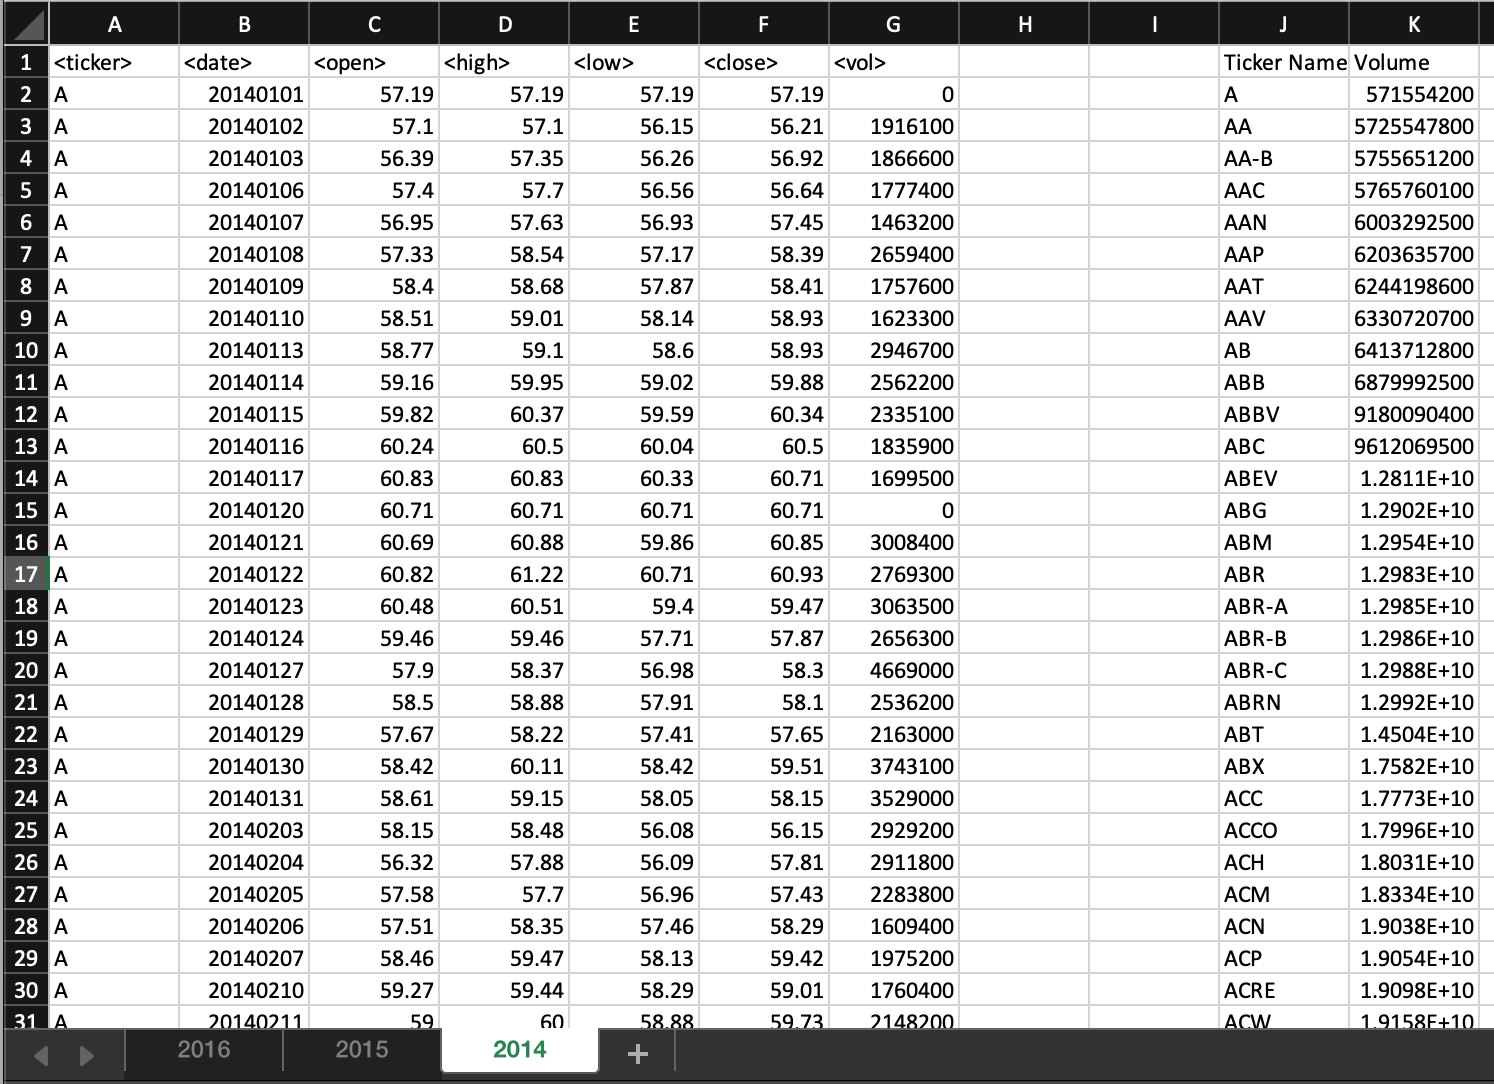 A B C D E F G H I J K
1 <ticker> <date> <open> <high> <low> <close> <vol> Ticker Name Volume
2 A 20140101 57.19 57.19 57.19 57.19 0 A 571554200
3 A 20140102 57.1 57.1 56.15 56.21 1916100 AA 5725547800
4 A 20140103 56.39 57.35 56.26 56.92 1866600 AA-B 5755651200
5 A 20140106 57.4 57.7 56.56 56.64 1777400 AAC 5765760100
6 A 20140107 56.95 57.63 56.93 57.45 1463200 AAN 6003292500
7 A 20140108 57.33 58.54 57.17 58.39 2659400 AAP 6203635700
8 A 20140109 58.4 58.68 57.87 58.41 1757600 AAT 6244198600
9 A 20140110 58.51 59.01 58.14 58.93 1623300 AAV 6330720700
10 A 20140113 58.77 59.1 58.6 58.93 2946700 AB 6413712800
11 A 20140114 59.16 59.95 59.02 59.88 2562200 ABB 6879992500
12 A 20140115 59.82 60.37 59.59 60.34 2335100 ABBV 9180090400
13 A 20140116 60.24 60.5 60.04 60.5 1835900 ABC 9612069500
14 A 20140117 60.83 60.83 60.33 60.71 1699500 ABEV 1.2811E+10
15 A 20140120 60.71 60.71 60.71 60.71 0 ABG 1.2902E+10
16 A 20140121 60.69 60.88 59.86 60.85 3008400 ABM 1.2954E+10
17 A 20140122 60.82 61.22 60.71 60.93 2769300 ABR 1.2983E+10
18 A 20140123 60.48 60.51 59.4 59.47 3063500 ABR-A 1.2985E+10
19 A 20140124 59.46 59.46 57.71 57.87 2656300 ABR-B 1.2986E+10
20 A 20140127 57.9 58.37 56.98 58.3 4669000 ABR-C 1.2988E+10
21 A 20140128 58.5 58.88 57.91 58.1 2536200 ABRN 1.2992E+10
22 A 20140129 57.67 58.22 57.41 57.65 2163000 ABT 1.4504E+10
23 A 20140130 58.42 60.11 58.42 59.51 3743100 ABX 1.7582E+10
24 A 20140131 58.61 59.15 58.05 58.15 3529000 ACC 1.7773E+10
25 A 20140203 58.15 58.48 56.08 56.15 2929200 ACCO 1.7996E+10
26 A 20140204 56.32 57.88 56.09 57.81 2911800 ACH 1.8031E+10
27 A 20140205 57.58 57.7 56.96 57.43 2283800 ACM 1.8334E+10
28 A 20140206 57.51 58.35 57.46 58.29 1609400 ACN 1.9038E+10
29 A 20140207 58.46 59.47 58.13 59.42 1975200 ACP 1.9054E+10
30 A 20140210 59.27 59.44 58.29 59.01 1760400 ACRE 1.9098E+10
31 A 20140211 59 60 58.88 59.73 2148200 ACW 1.9158E+10
2016 2015 2014 +